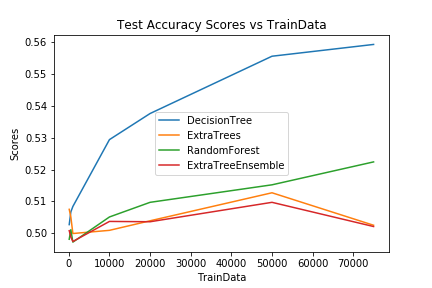 Test Accuracy Scores vs TrainData
0.56
0.55
0.54
0.53
0.52
0.51
0.50
Scores
DecisionTree
ExtraTrees
RandomForest
ExtraTreeEnsemble
0 10000 20000 30000 40000 50000 60000 70000
TrainData